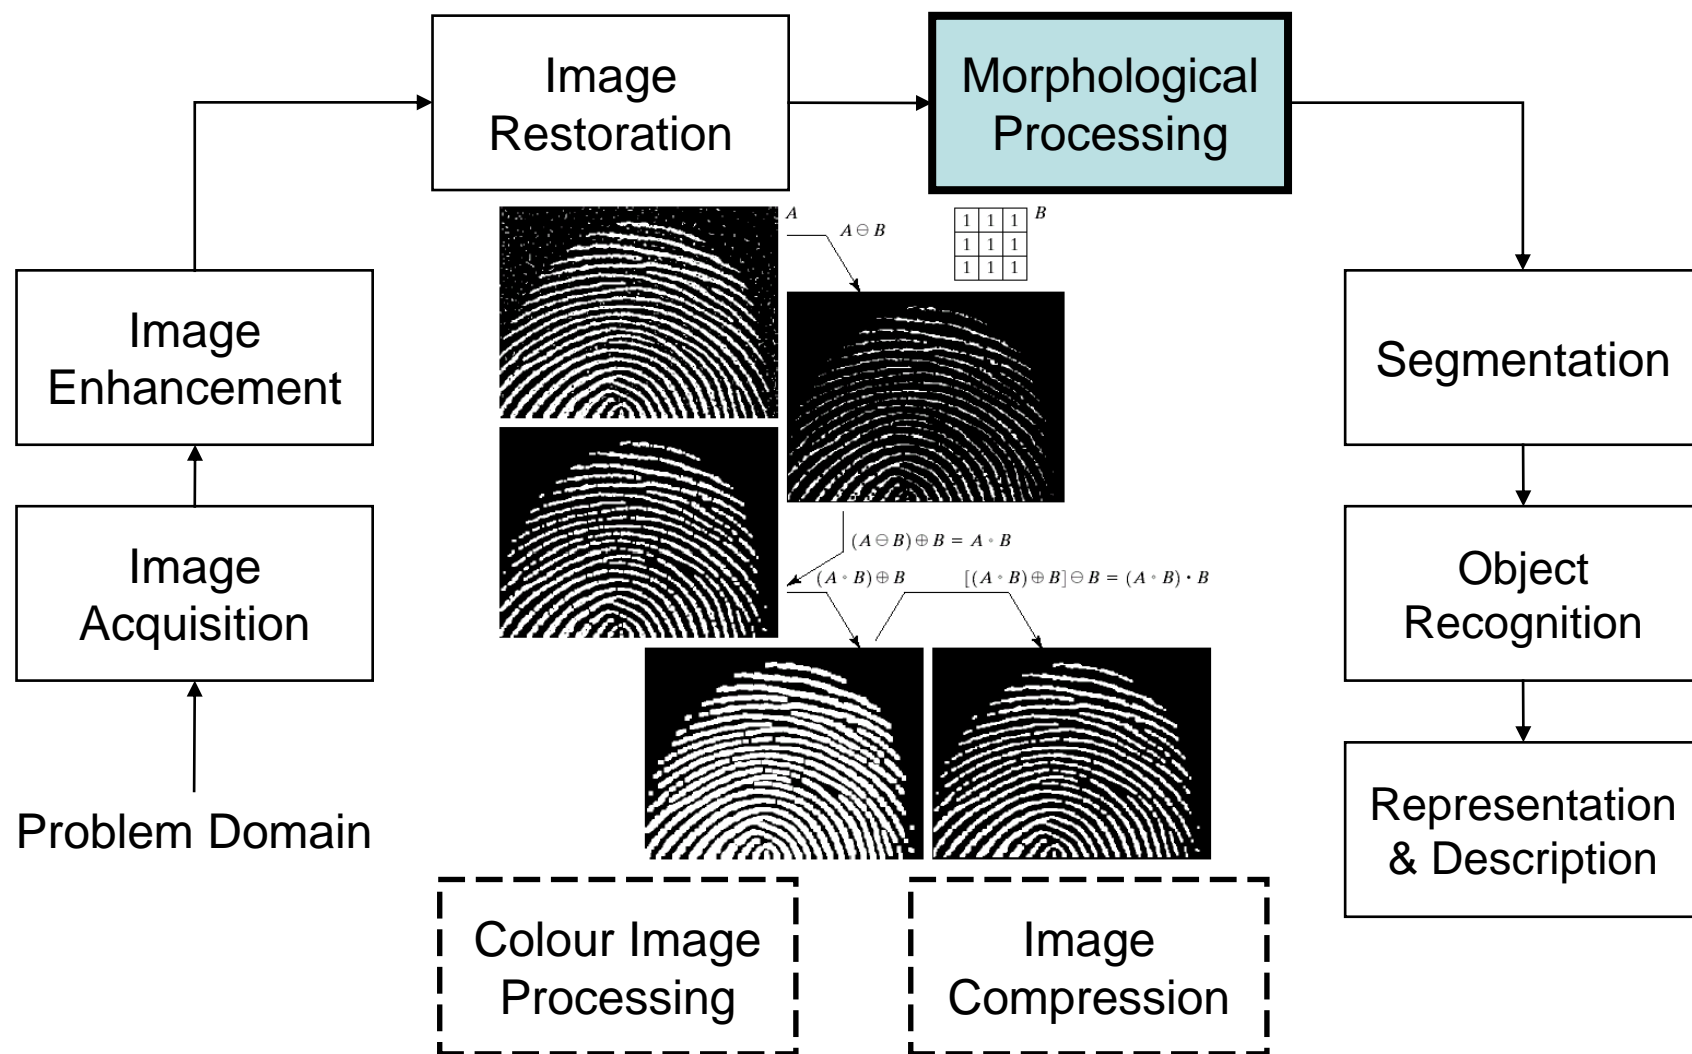 Image
Restoration
Morphological
Processing
A
A ⊖ B
1 1 1
1 1 1
1 1 1
B
Image
Enhancement
Segmentation
Image
Acquisition
(A ⊖ B) ⊕ B = A ∘ B
(A ∘ B) ⊕ B
[(A ∘ B) ⊕ B] ⊖ B = (A ∘ B) • B
Object
Recognition
Problem Domain
Representation
& Description
Colour Image
Processing
Image
Compression